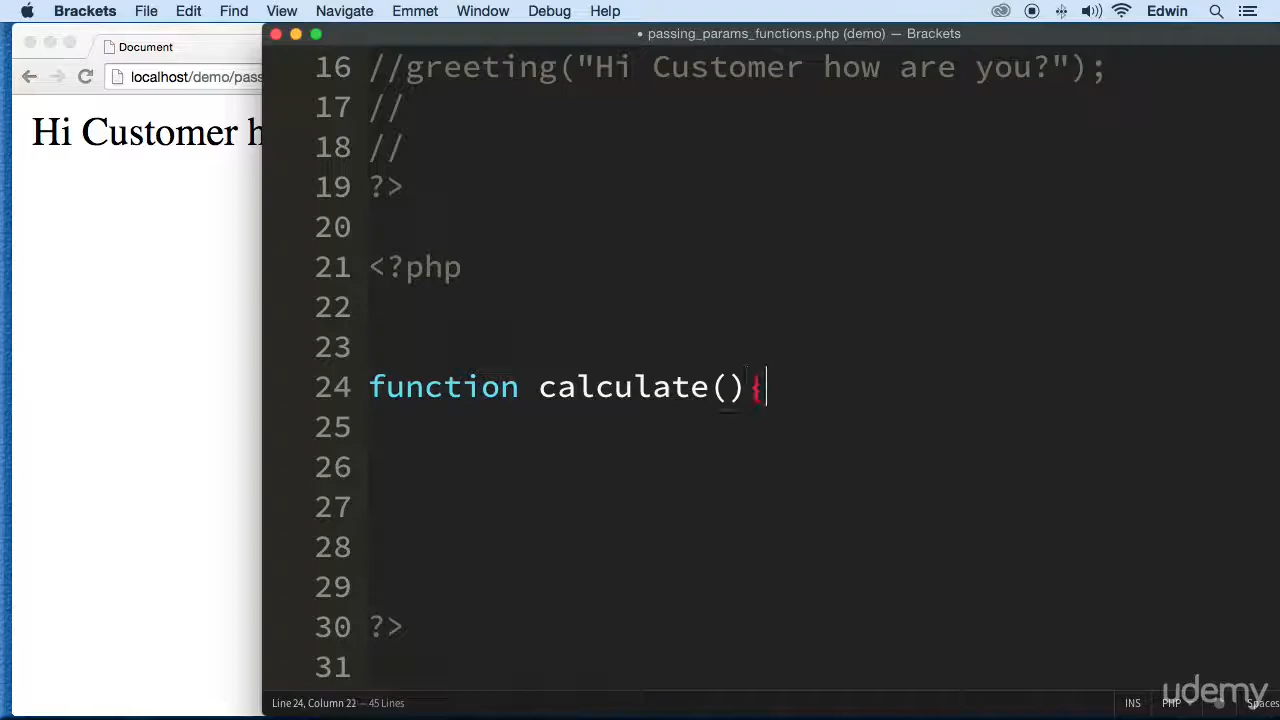 Brackets File Edit Find View Navigate Emmet Window Debug Help Edwin
Document
localhost/demo/pass
Hi Customer h
• passing_params_functions.php (demo) — Brackets
16 //greeting("Hi Customer how are you?");
17 //
18 //
19 ?>
20
21 <?php
22
23
24 function calculate(){
25
26
27
28
29
30 ?>
31
Line 24, Column 22 — 45 Lines
INS PHP Spaces
udemy